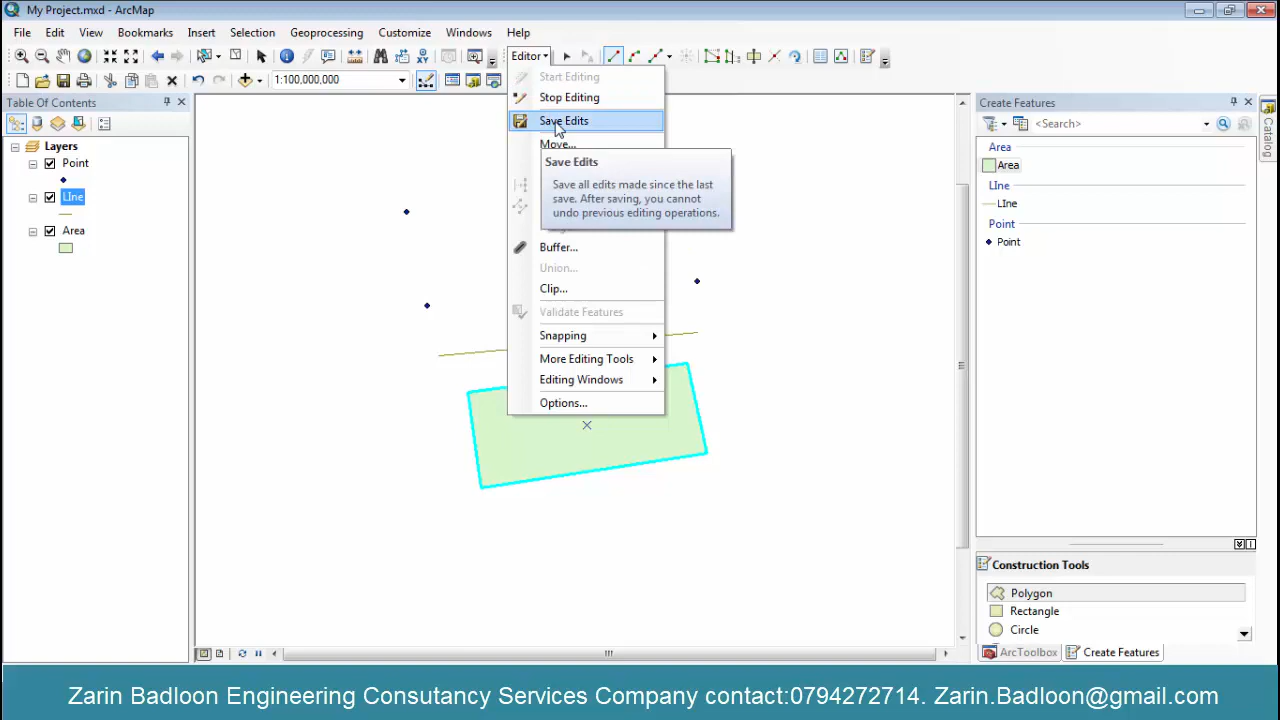 My Project.mxd - ArcMap
File Edit View Bookmarks Insert Selection Geoprocessing Customize Windows Help
Editor
1:100,000,000
Table Of Contents
Layers
Point
LIne
Area
Start Editing
Stop Editing
Save Edits
Move...
Save Edits
Save all edits made since the last
save. After saving, you cannot
undo previous editing operations.
Buffer...
Union...
Clip...
Validate Features
Snapping
More Editing Tools
Editing Windows
Options...
Create Features
<Search>
Area
Area
LIne
LIne
Point
Point
Construction Tools
Polygon
Rectangle
Circle
ArcToolbox
Create Features
Catalog
Zarin Badloon Engineering Consutancy Services Company contact:0794272714. Zarin.Badloon@gmail.com